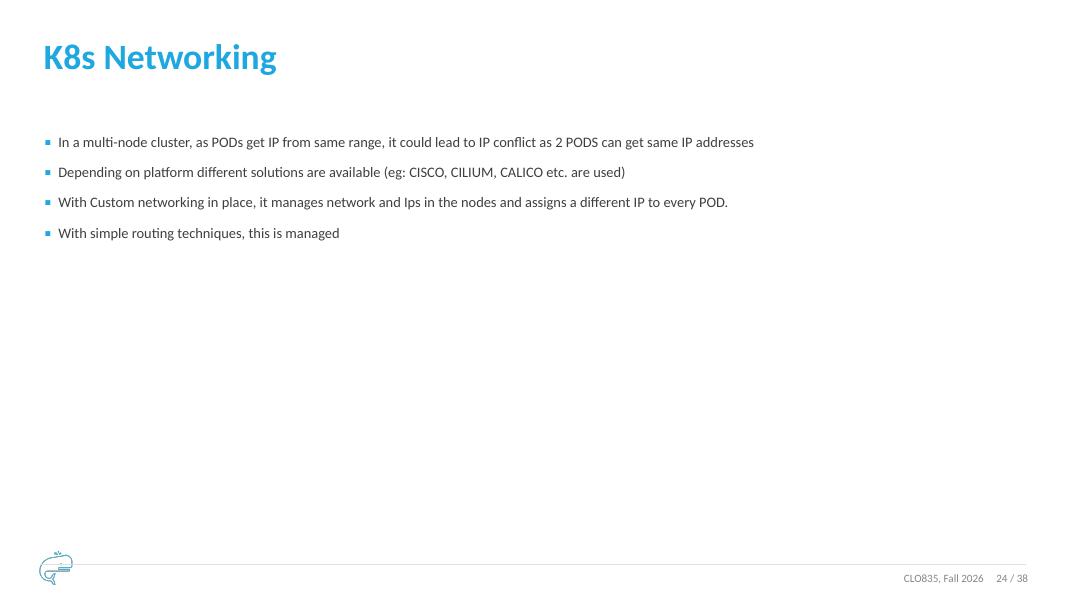 K8s Networking
In a multi-node cluster, as PODs get IP from same range, it could lead to IP conflict as 2 PODS can get same IP addresses
Depending on platform different solutions are available (eg: CISCO, CILIUM, CALICO etc. are used)
With Custom networking in place, it manages network and Ips in the nodes and assigns a different IP to every POD.
With simple routing techniques, this is managed
CLO835, Fall 2026 24 / 38